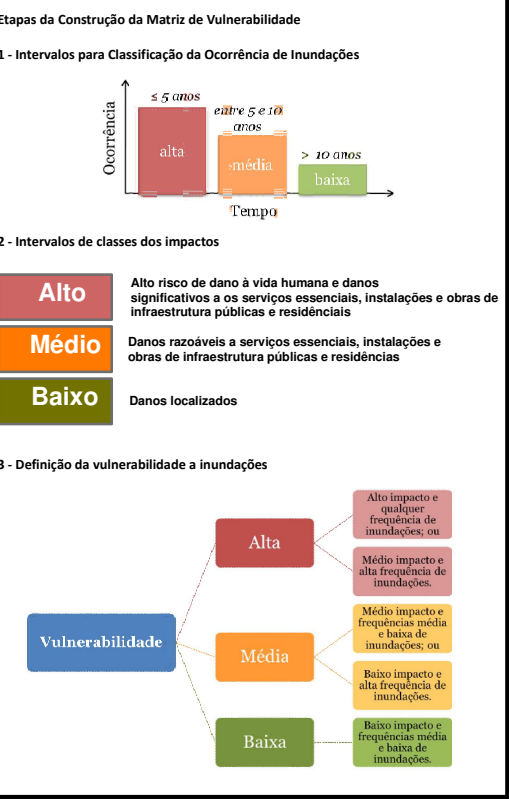 Etapas da Construção da Matriz de Vulnerabilidade
1 - Intervalos para Classificação da Ocorrência de Inundações
Ocorrência
≤ 5 anos
alta
entre 5 e 10
anos
média
> 10 anos
baixa
Tempo
2 - Intervalos de classes dos impactos
Alto
Alto risco de dano à vida humana e danos
significativos a os serviços essenciais, instalações e obras de
infraestrutura públicas e residênciais
Médio
Danos razoáveis a serviços essenciais, instalações e
obras de infraestrutura públicas e residências
Baixo
Danos localizados
3 - Definição da vulnerabilidade a inundações
Vulnerabilidade
Alta
Alto impacto e
qualquer
frequência de
inundações; ou
Médio impacto e
alta frequência de
inundações.
Média
Médio impacto e
frequências média
e baixa de
inundações; ou
Baixo impacto e
alta frequência de
inundações.
Baixa
Baixo impacto e
frequências média
e baixa de
inundações.